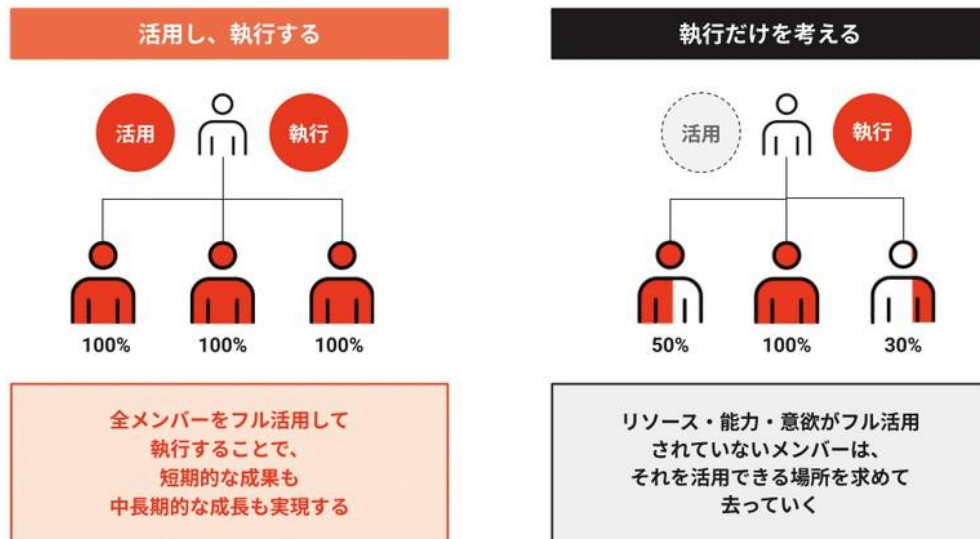 活用し、執行する
活用
執行
100%
100%
100%
全メンバーをフル活用して
執行することで、
短期的な成果も
中長期的な成長も実現する
執行だけを考える
活用
執行
50%
100%
30%
リソース・能力・意欲がフル活用
されていないメンバーは、
それを活用できる場所を求めて
去っていく